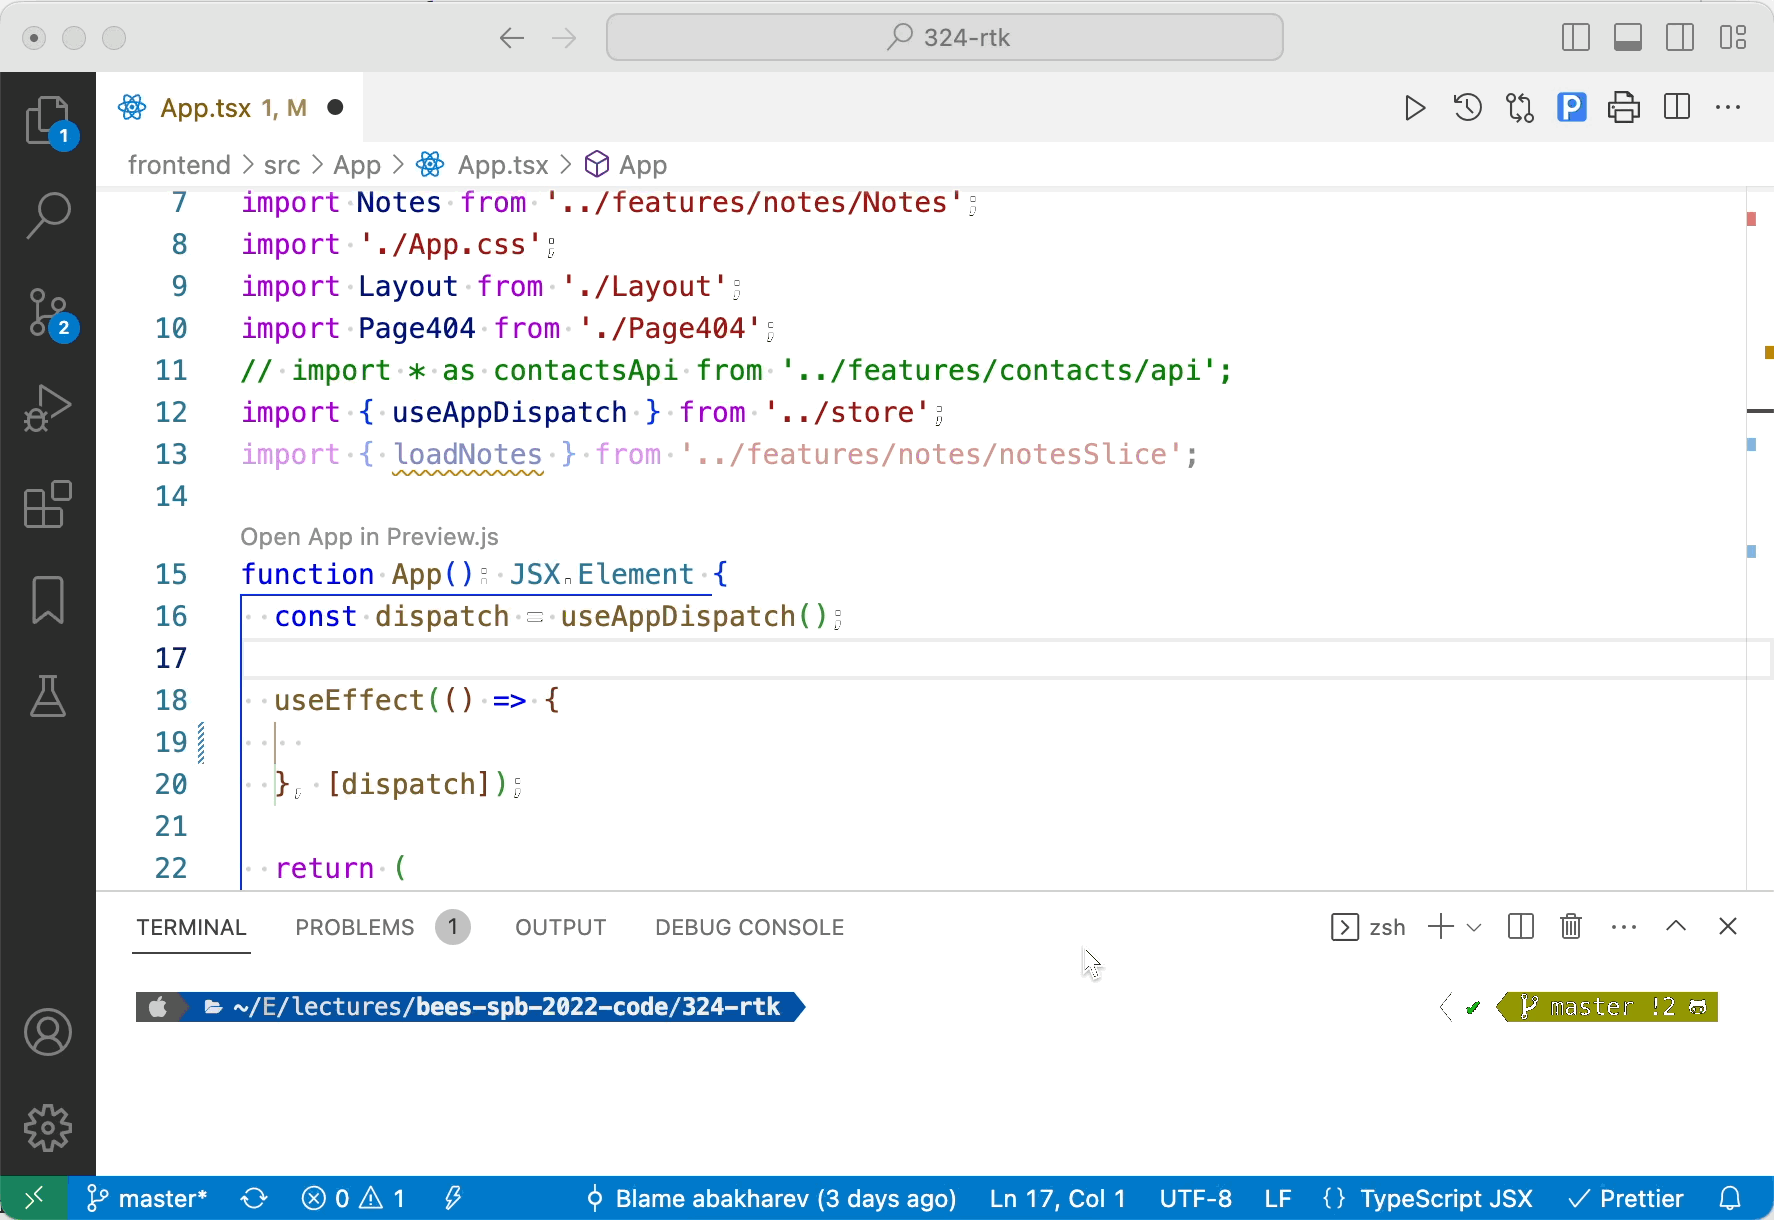 324-rtk
App.tsx 1, M
frontend > src > App > App.tsx > App
1
2
7 import Notes from '../features/notes/Notes';
8 import './App.css';
9 import Layout from './Layout';
10 import Page404 from './Page404';
11 // import * as contactsApi from '../features/contacts/api';
12 import { useAppDispatch } from '../store';
13 import { loadNotes } from '../features/notes/notesSlice';
14
Open App in Preview.js
15 function App(): JSX.Element {
16 const dispatch = useAppDispatch();
17
18 useEffect(() => {
19
20 }, [dispatch]);
21
22 return (
TERMINAL PROBLEMS 1 OUTPUT DEBUG CONSOLE zsh
~/E/lectures/bees-spb-2022-code/324-rtk master !2
master* 0 1 Blame abakharev (3 days ago) Ln 17, Col 1 UTF-8 LF {} TypeScript JSX Prettier